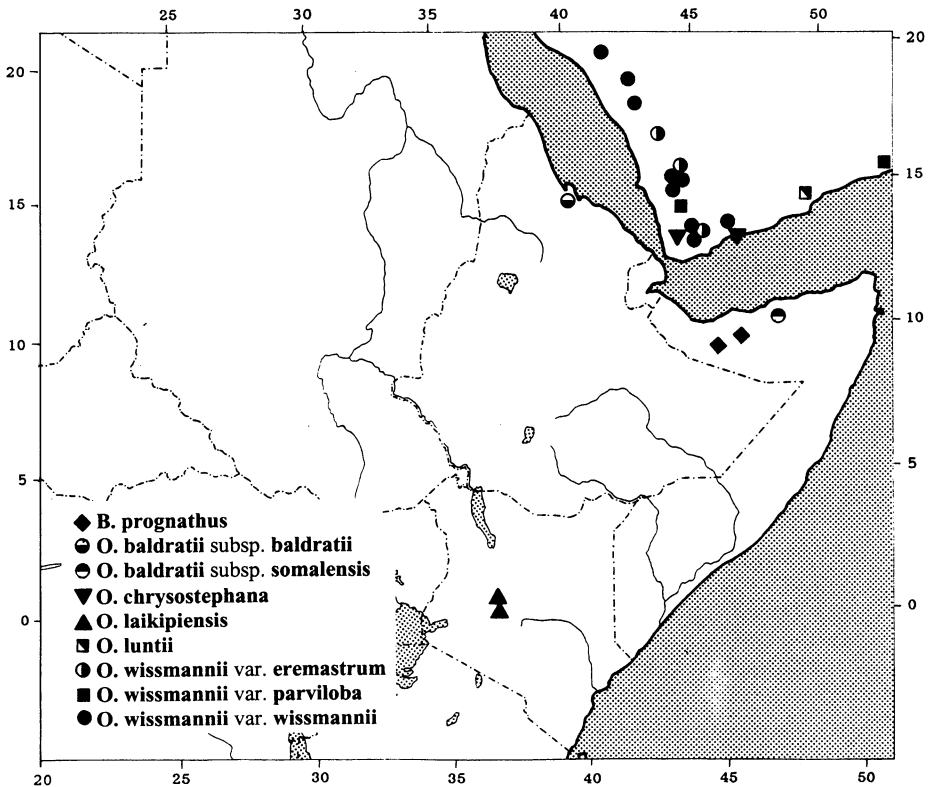 25 30 35 40 45 50
20 20
15 15
10 10
5 5
B. prognathus
O. baldratii subsp. baldratii
O. baldratii subsp. somalensis
O. chrysostephana
O. laikipiensis
O. luntii
O. wissmannii var. eremastrum
O. wissmannii var. parviloba
O. wissmannii var. wissmannii
0 0
20 25 30 35 40 45 50